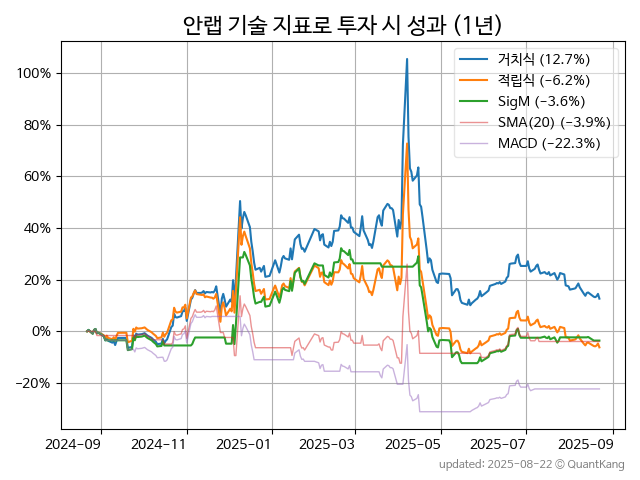 안랩 기술 지표로 투자 시 성과 (1년)
거치식 (12.7%)
적립식 (−6.2%)
SigM (−3.6%)
SMA(20) (−3.9%)
MACD (−22.3%)
100%
80%
60%
40%
20%
0%
−20%
2024-09 2024-11 2025-01 2025-03 2025-05 2025-07 2025-09
updated: 2025-08-22 ⓒ QuantKang